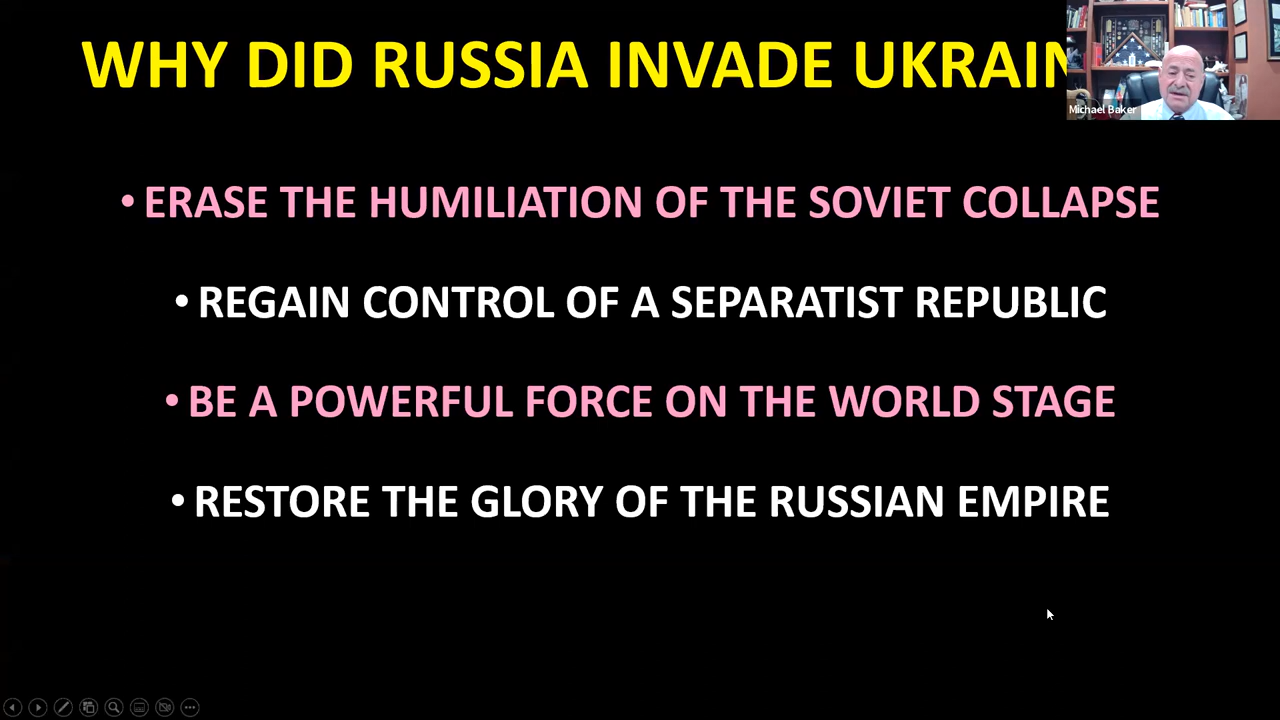 WHY DID RUSSIA INVADE UKRAIN
Michael Baker
• ERASE THE HUMILIATION OF THE SOVIET COLLAPSE
• REGAIN CONTROL OF A SEPARATIST REPUBLIC
• BE A POWERFUL FORCE ON THE WORLD STAGE
• RESTORE THE GLORY OF THE RUSSIAN EMPIRE